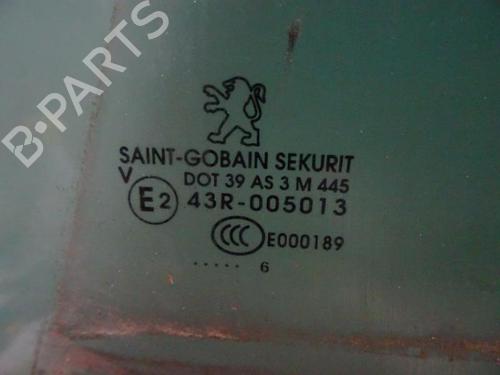 B-PARTS
SAINT-GOBAIN SEKURIT
V DOT 39 AS 3 M 445
E2 43R-005013
CCC E000189
..... 6